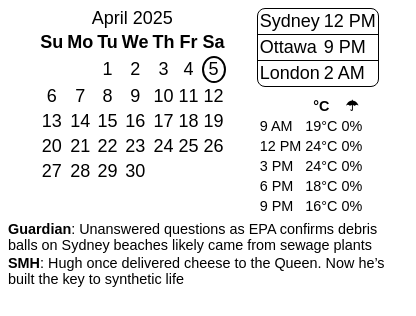 April 2025
Su Mo Tu We Th Fr Sa
1 2 3 4 5
6 7 8 9 10 11 12
13 14 15 16 17 18 19
20 21 22 23 24 25 26
27 28 29 30
Sydney 12 PM
Ottawa 9 PM
London 2 AM
°C ☂
9 AM 19°C 0%
12 PM 24°C 0%
3 PM 24°C 0%
6 PM 18°C 0%
9 PM 16°C 0%
Guardian: Unanswered questions as EPA confirms debris
balls on Sydney beaches likely came from sewage plants
SMH: Hugh once delivered cheese to the Queen. Now he’s
built the key to synthetic life